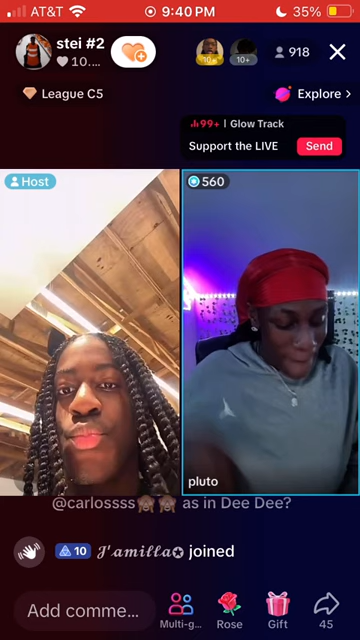 AT&T 9:40 PM 35%
stei #2
10....
10+ 10+
918
League C5
Explore >
99+ | Glow Track
Support the LIVE Send
Host
560
pluto
@carlossss🙈🙈 as in Dee Dee?
10 𝒥'𝒶𝓂𝒾𝓁𝓁𝒶✪ joined
Add comme...
Multi-g... Rose Gift 45